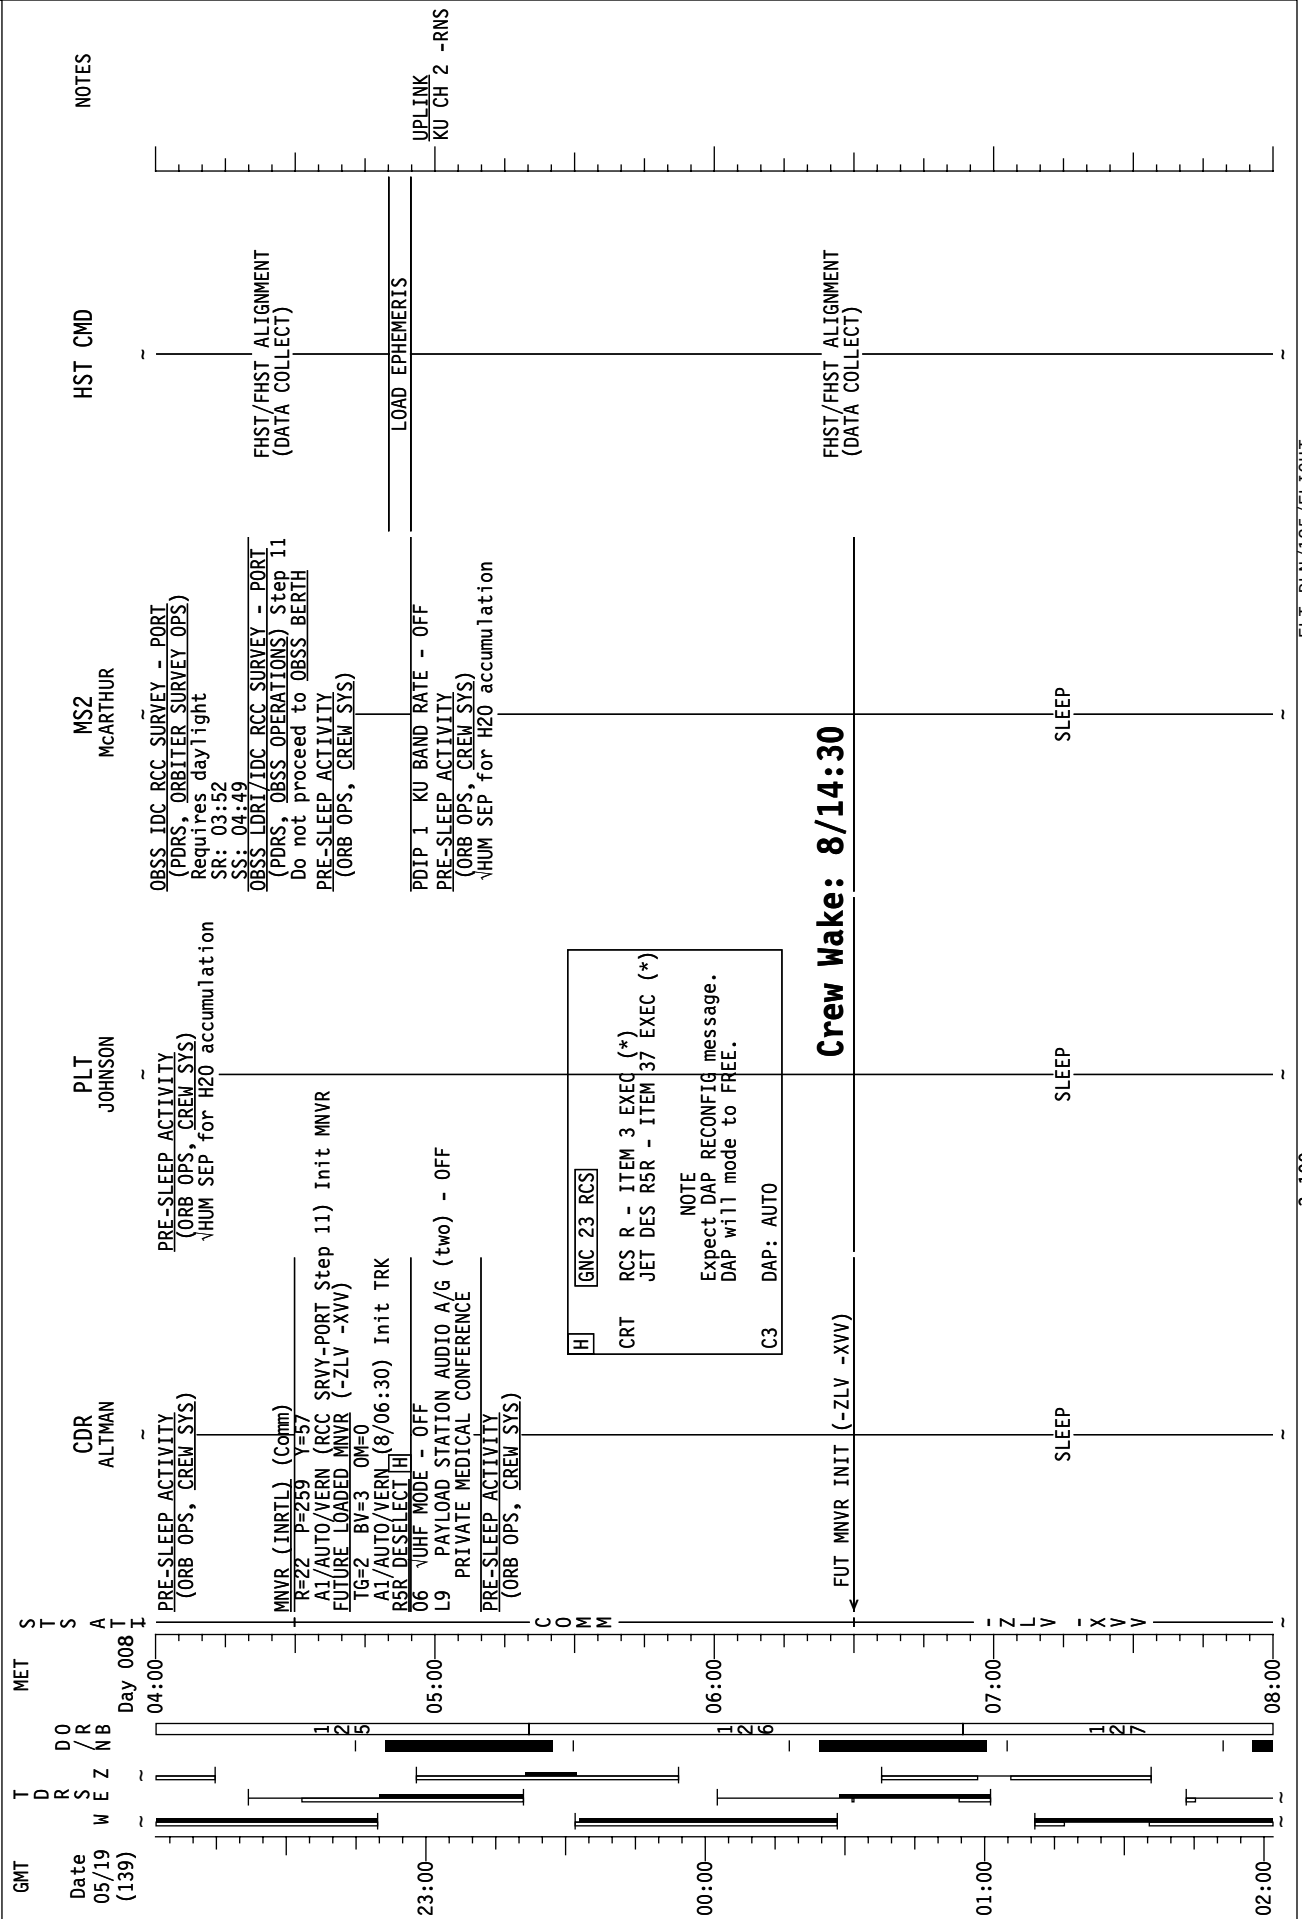 GMT
T
D
R
S
DO
/R
NB
MET
S
T
S
A
T
T
CDR
ALTMAN
PLT
JOHNSON
MS2
McARTHUR
HST CMD
NOTES
Date
05/19
(139)
W E Z
Day 008
04:00
05:00
06:00
07:00
08:00
23:00
00:00
01:00
02:00
125
126
127
C
O
M
M
-
Z
L
V
-
X
V
V
PRE-SLEEP ACTIVITY
(ORB OPS, CREW SYS)
MNVR (INRTL) (Comm)
R=22 P=259 Y=57
A1/AUTO/VERN (RCC SRVY-PORT Step 11) Init MNVR
FUTURE LOADED MNVR (-ZLV -XVV)
TG=2 BV=3 OM=0
A1/AUTO/VERN (8/06:30) Init TRK
R5R DESELECT H
O6 √UHF MODE - OFF
L9 PAYLOAD STATION AUDIO A/G (two) - OFF
PRIVATE MEDICAL CONFERENCE
PRE-SLEEP ACTIVITY
(ORB OPS, CREW SYS)
FUT MNVR INIT (-ZLV -XVV)
SLEEP
PRE-SLEEP ACTIVITY
(ORB OPS, CREW SYS)
√HUM SEP for H2O accumulation
H
GNC 23 RCS
CRT RCS R - ITEM 3 EXEC (*)
JET DES R5R - ITEM 37 EXEC (*)
NOTE
Expect DAP RECONFIG message.
DAP will mode to FREE.
C3 DAP: AUTO
Crew Wake: 8/14:30
SLEEP
OBSS IDC RCC SURVEY - PORT
(PDRS, ORBITER SURVEY OPS)
Requires daylight
SR: 03:52
SS: 04:49
OBSS LDRI/IDC RCC SURVEY - PORT
(PDRS, OBSS OPERATIONS) Step 11
Do not proceed to OBSS BERTH
PRE-SLEEP ACTIVITY
(ORB OPS, CREW SYS)
PDIP 1 KU BAND RATE - OFF
PRE-SLEEP ACTIVITY
(ORB OPS, CREW SYS)
√HUM SEP for H2O accumulation
SLEEP
FHST/FHST ALIGNMENT
(DATA COLLECT)
LOAD EPHEMERIS
FHST/FHST ALIGNMENT
(DATA COLLECT)
UPLINK
KU CH 2 -RNS